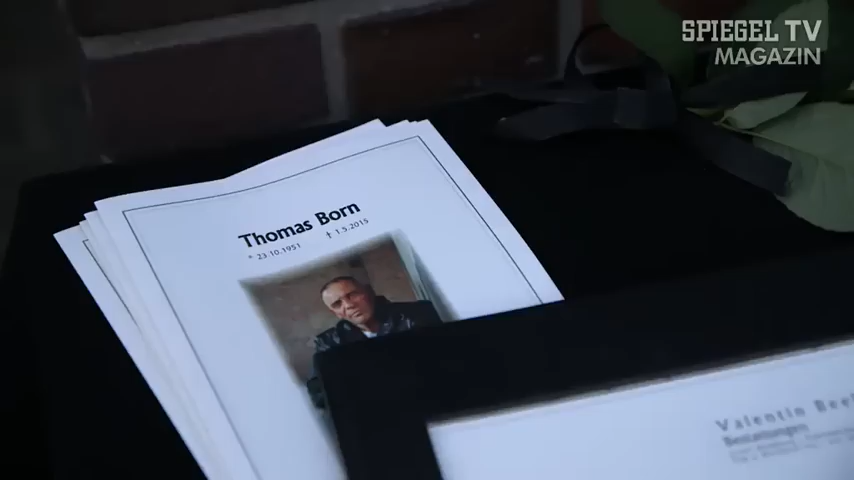 SPIEGEL TV
MAGAZIN
Thomas Born
* 23.10.1951 † 1.5.2015
Valentin
Bestattungen